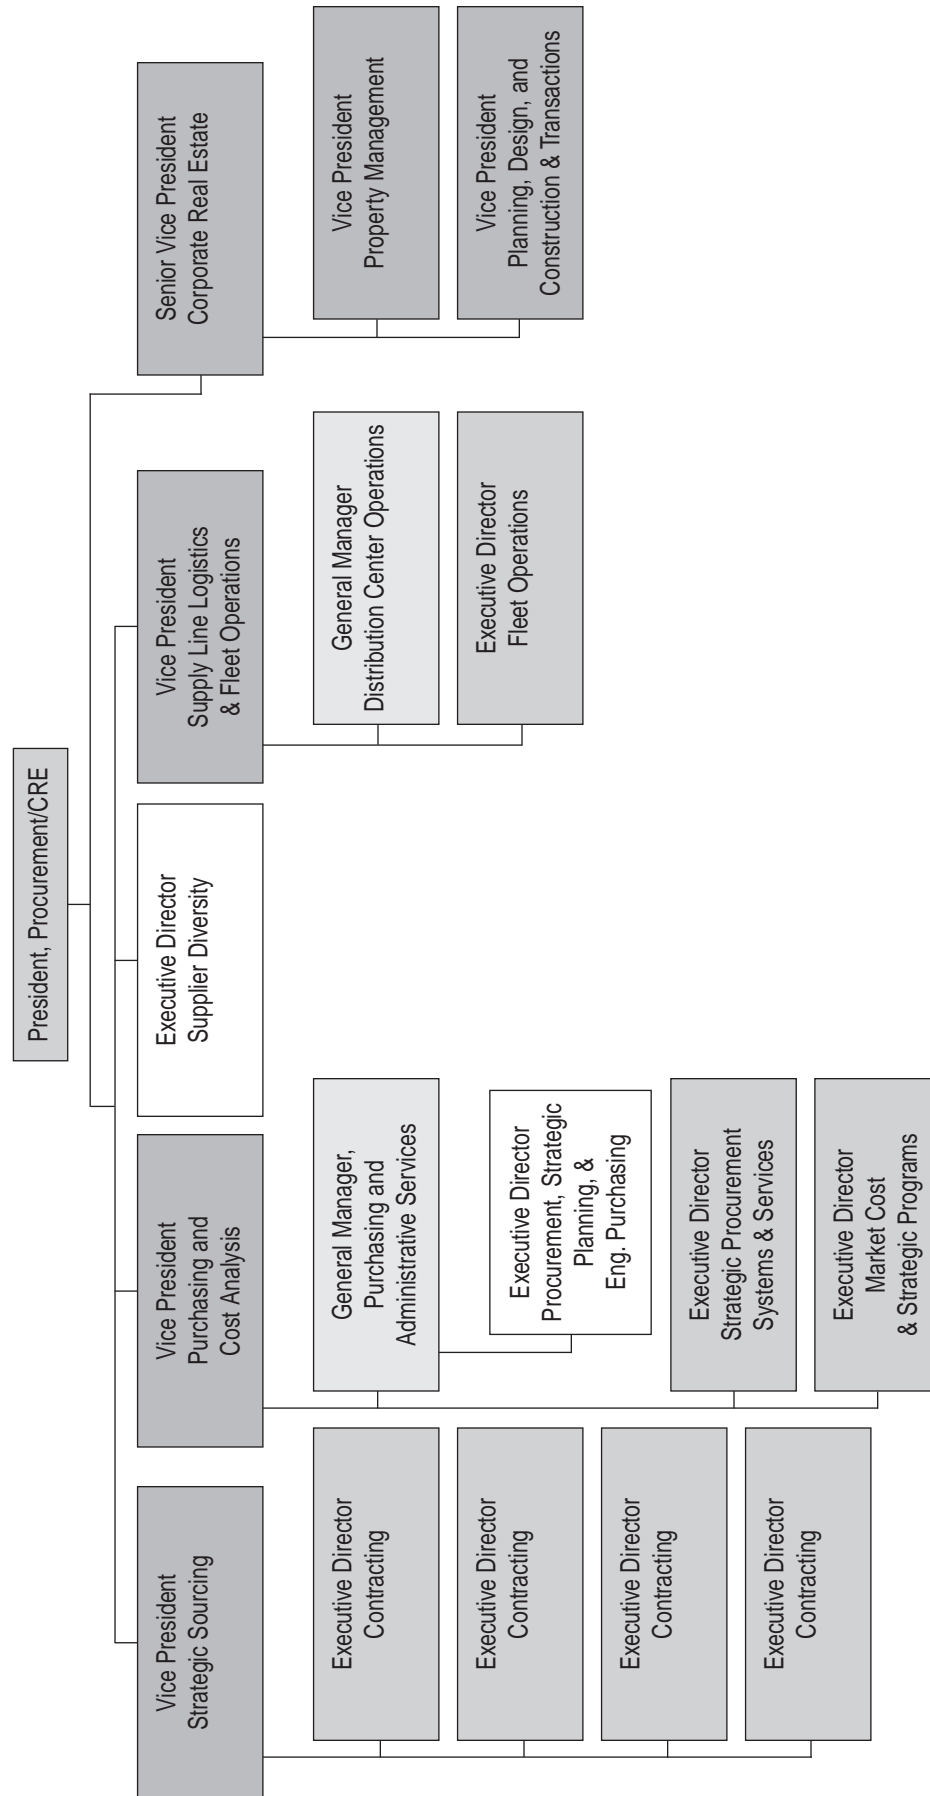 President, Procurement/CRE
Vice President
Strategic Sourcing
Executive Director
Contracting
Executive Director
Contracting
Executive Director
Contracting
Executive Director
Contracting
Vice President
Purchasing and
Cost Analysis
General Manager,
Purchasing and
Administrative Services
Executive Director
Procurement, Strategic
Planning, &
Eng. Purchasing
Executive Director
Strategic Procurement
Systems & Services
Executive Director
Market Cost
& Strategic Programs
Executive Director
Supplier Diversity
Vice President
Supply Line Logistics
& Fleet Operations
General Manager
Distribution Center Operations
Executive Director
Fleet Operations
Senior Vice President
Corporate Real Estate
Vice President
Property Management
Vice President
Planning, Design, and
Construction & Transactions